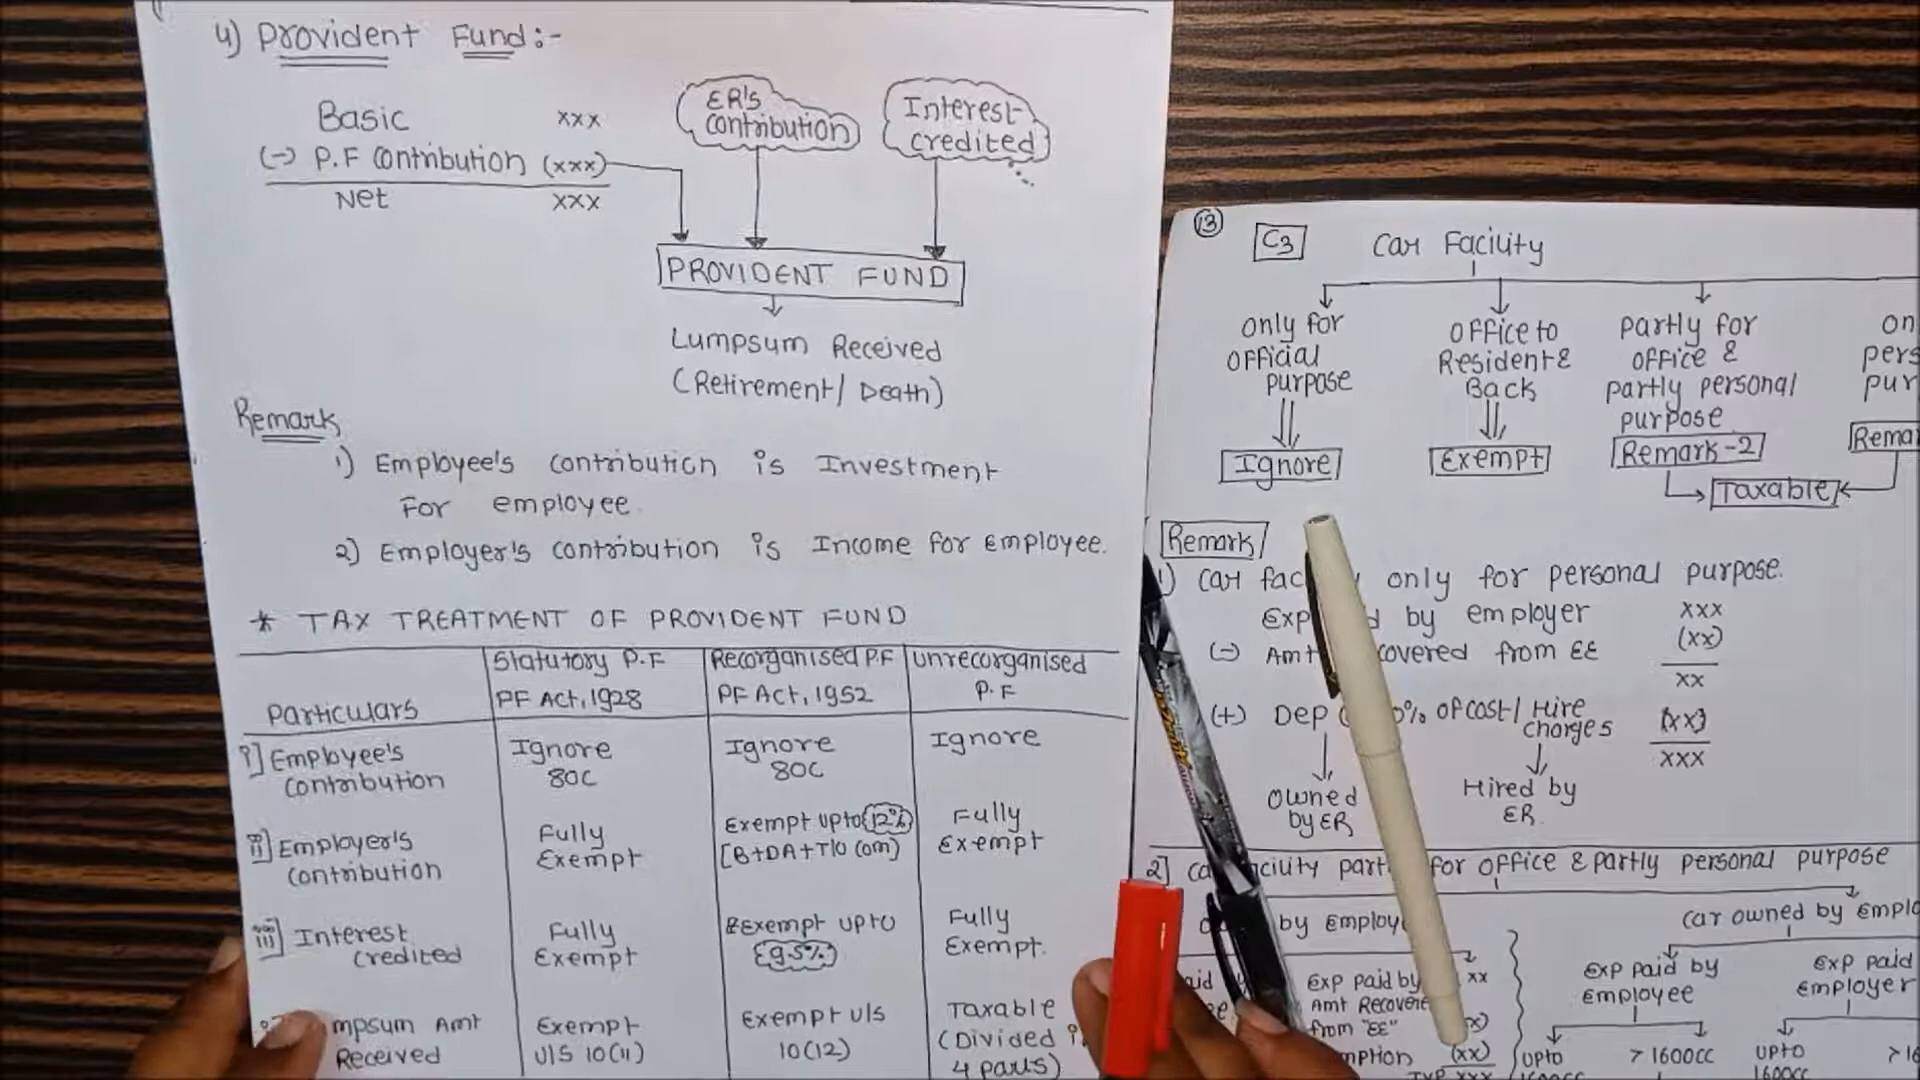 4) Provident Fund:-
Basic xxx
(-) P.F Contribution (xxx)
Net xxx
ER's
Contribution
Interest
credited
PROVIDENT FUND
Lumpsum Received
(Retirement/ Death)
Remark
1) Employee's contribution is Investment
For employee.
2) Employer's contribution is Income for Employee.
* TAX TREATMENT OF PROVIDENT FUND
Particulars
Statutory P.F
PF Act, 1928
Recorganised P.F
PF Act, 1952
Unrecorganised
P.F
i] Employee's
Contribution
Ignore
80C
Ignore
80C
Ignore
ii] Employer's
Contribution
Fully
Exempt
Exempt upto 12%
[B+DA+T/O Com]
Fully
Exempt
iii] Interest
Credited
Fully
Exempt
Exempt upto
9.5%
Fully
Exempt.
Amt
Received
Exempt
U/S 10(11)
Exempt U/s
10(12)
Taxable
(Divided
4 parts)
13
C3 Car Facility
only for
Official
purpose
Ignore
Office to
Resident &
Back
Exempt
Partly for
Office &
Partly personal
purpose
Remark-2
Taxable
Remark
1) Car only for personal purpose.
by employer xxx
(-) Amt from EE (xx)
xx
(+) Dep of cost/ Hire
charges (xx)
xxx
Owned
by ER
Hired by
ER
2] for office & partly personal purpose
by
Car owned by
Exp paid by
Amt
from "EE"
xx
(xx)
Exp paid by
Employee
Exp paid
Employer
upto
1600cc
> 1600cc
upto
1600cc